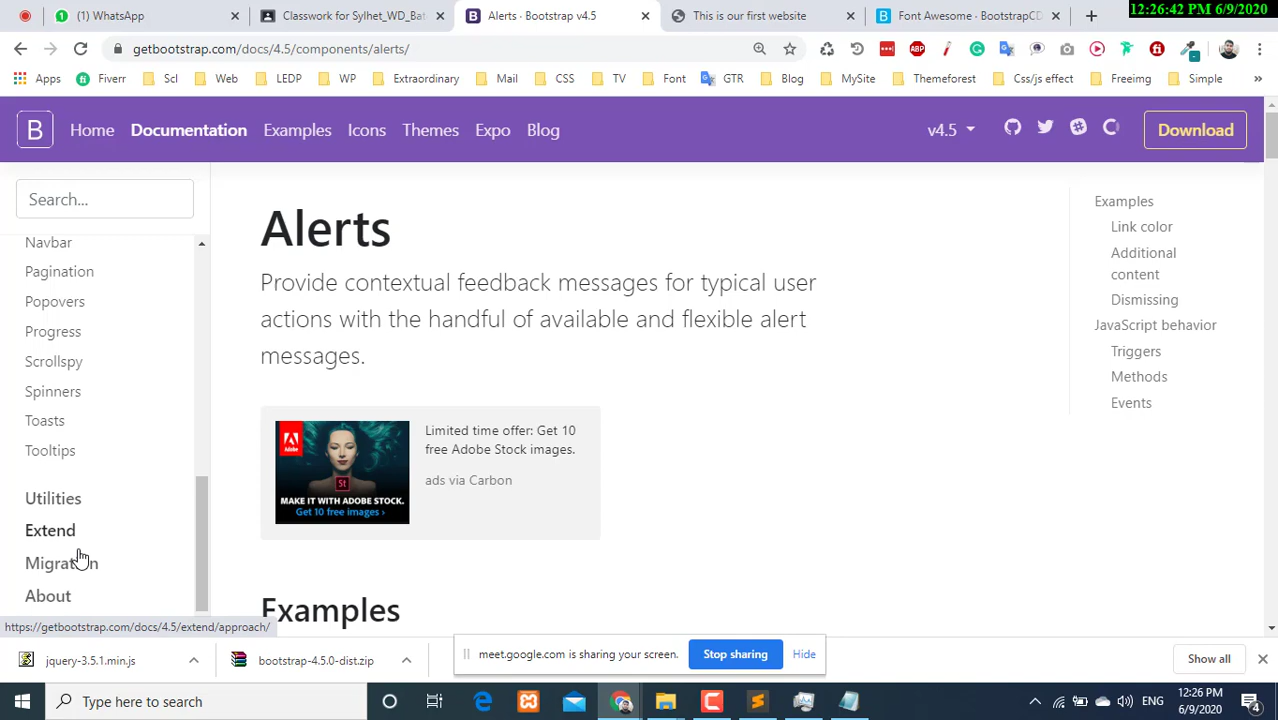 12:26:42 PM 6/9/2020
(1) WhatsApp
Classwork for Sylhet_WD_Bat
Alerts · Bootstrap v4.5
This is our first website
Font Awesome · BootstrapCD
getbootstrap.com/docs/4.5/components/alerts/
ABP
Apps
Fiverr
Scl
Web
LEDP
WP
Extraordinary
Mail
CSS
TV
Font
GTR
Blog
MySite
Themeforest
Css/js effect
Freeimg
Simple
B
Home
Documentation
Examples
Icons
Themes
Expo
Blog
v4.5
Download
Search...
Navbar
Pagination
Popovers
Progress
Scrollspy
Spinners
Toasts
Tooltips
Utilities
Extend
Migration
About
Alerts
Provide contextual feedback messages for typical user
actions with the handful of available and flexible alert
messages.
MAKE IT WITH ADOBE STOCK.
Get 10 free images ›
St
Adobe
Limited time offer: Get 10
free Adobe Stock images.
ads via Carbon
Examples
Examples
Link color
Additional
content
Dismissing
JavaScript behavior
Triggers
Methods
Events
https://getbootstrap.com/docs/4.5/extend/approach/
jquery-3.5.1.min.js
bootstrap-4.5.0-dist.zip
meet.google.com is sharing your screen.
Stop sharing
Hide
Show all
Type here to search
ENG
12:26 PM
6/9/2020
4